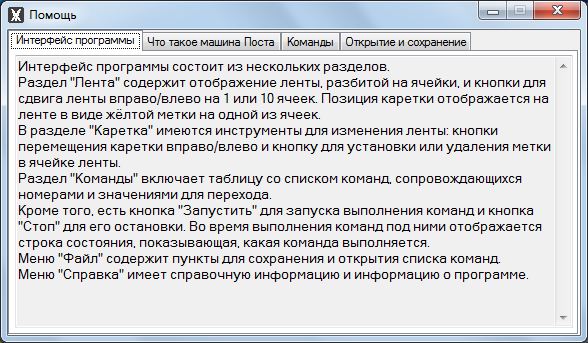 Помощь
Интерфейс программы
Что такое машина Поста
Команды
Открытие и сохранение
Интерфейс программы состоит из нескольких разделов.
Раздел "Лента" содержит отображение ленты, разбитой на ячейки, и кнопки для
сдвига ленты вправо/влево на 1 или 10 ячеек. Позиция каретки отображается на
ленте в виде жёлтой метки на одной из ячеек.
В разделе "Каретка" имеются инструменты для изменения ленты: кнопки
перемещения каретки вправо/влево и кнопку для установки или удаления метки
в ячейке ленты.
Раздел "Команды" включает таблицу со списком команд, сопровождающихся
номерами и значениями для перехода.
Кроме того, есть кнопка "Запустить" для запуска выполнения команд и кнопка
"Стоп" для его остановки. Во время выполнения команд под ними отображается
строка состояния, показывающая, какая команда выполняется.
Меню "Файл" содержит пункты для сохранения и открытия списка команд.
Меню "Справка" имеет справочную информацию и информацию о программе.